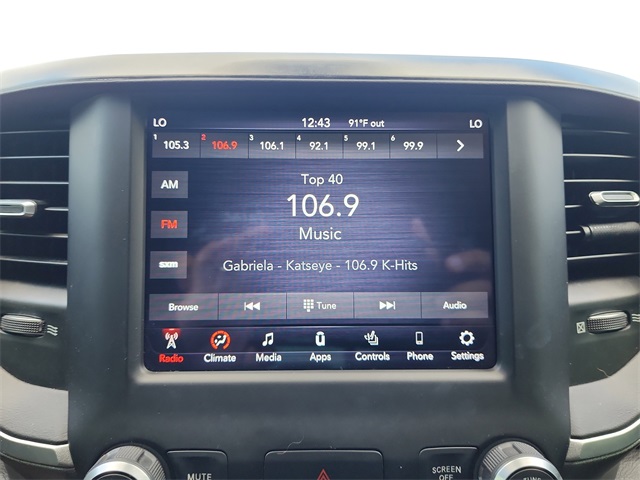 LO 12:43 91°F out LO
1 105.3 2 106.9 3 106.1 4 92.1 5 99.1 6 99.9
AM
FM
sxm
Top 40
106.9
Music
Gabriela - Katseye - 106.9 K-Hits
Browse Tune Audio
Radio Climate Media Apps Controls Phone Settings
MUTE
SCREEN OFF
TUNE